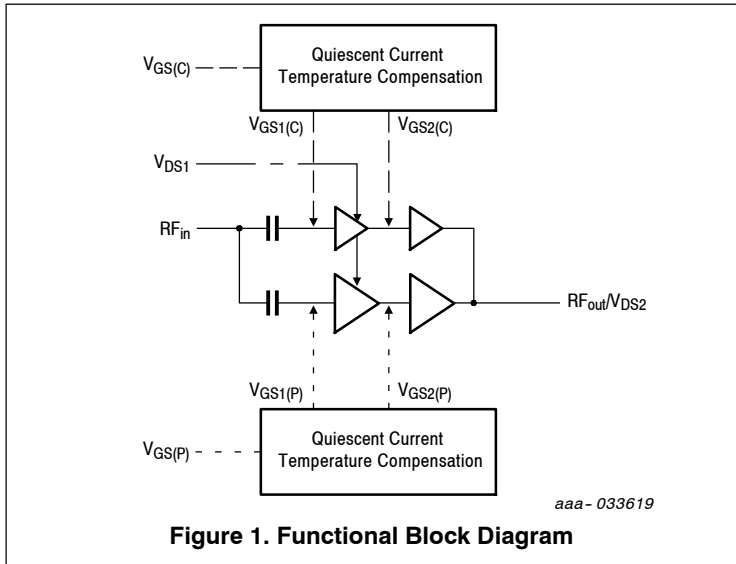 Quiescent Current
Temperature Compensation
V_GS(C)
V_GS1(C)
V_GS2(C)
V_DS1
RF_in
RF_out/V_DS2
V_GS1(P)
V_GS2(P)
V_GS(P)
Quiescent Current
Temperature Compensation
aaa-033619
Figure 1. Functional Block Diagram